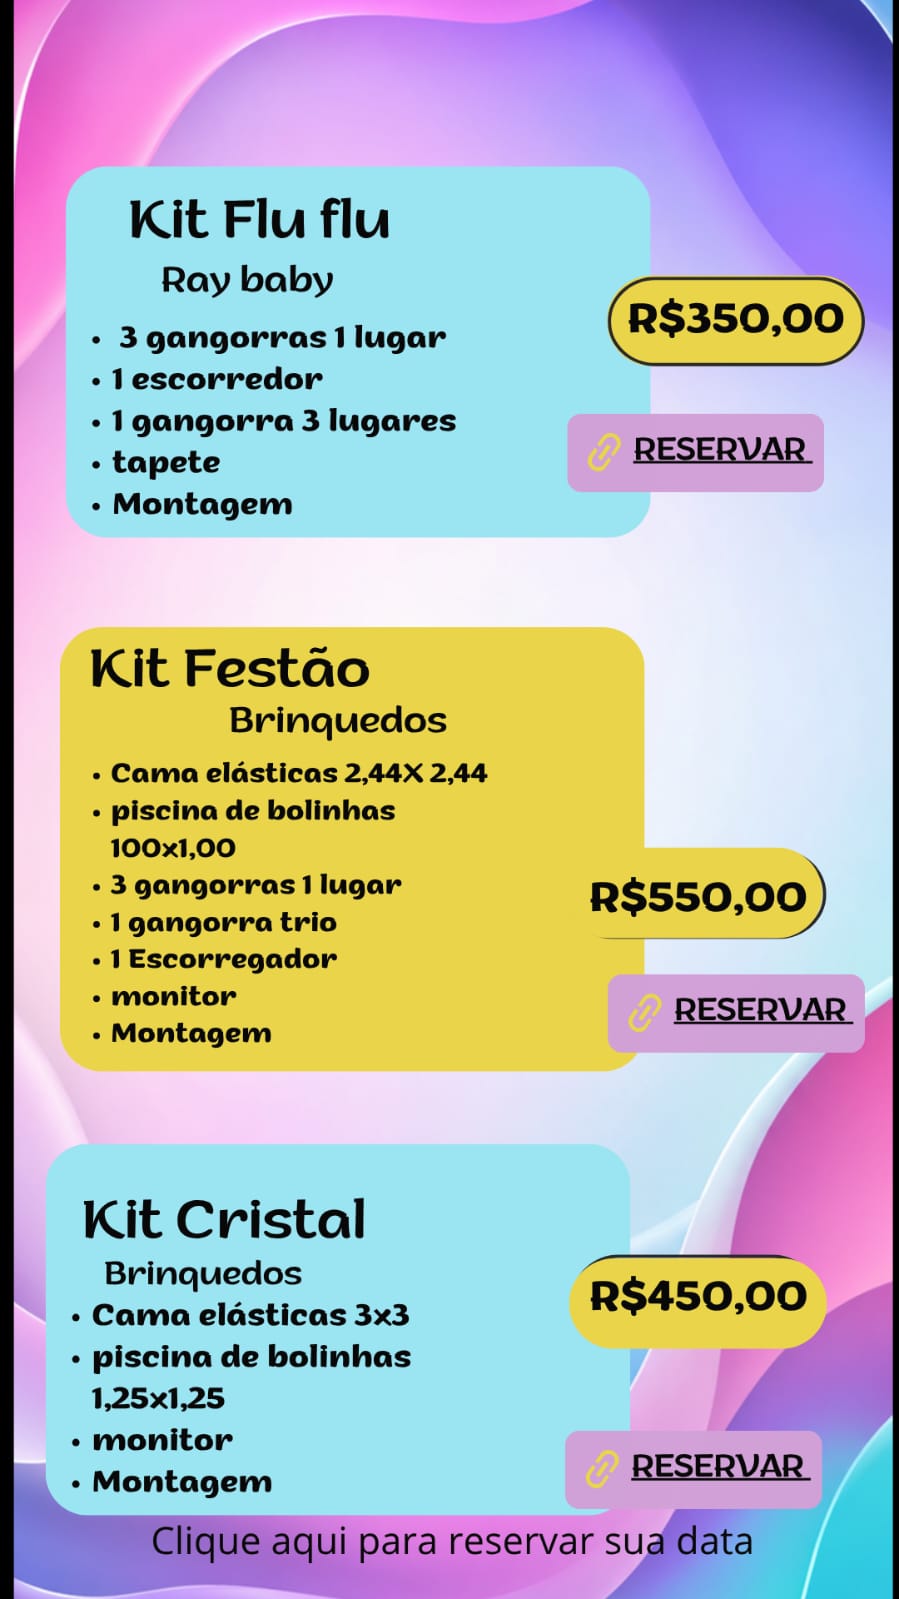 Kit Flu flu
Ray baby
• 3 gangorras 1 lugar
• 1 escorredor
• 1 gangorra 3 lugares
• tapete
• Montagem
R$350,00
RESERVAR
Kit Festão
Brinquedos
• Cama elásticas 2,44X 2,44
• piscina de bolinhas
100x1,00
• 3 gangorras 1 lugar
• 1 gangorra trio
• 1 Escorregador
• monitor
• Montagem
R$550,00
RESERVAR
Kit Cristal
Brinquedos
• Cama elásticas 3x3
• piscina de bolinhas
1,25x1,25
• monitor
• Montagem
R$450,00
RESERVAR
Clique aqui para reservar sua data